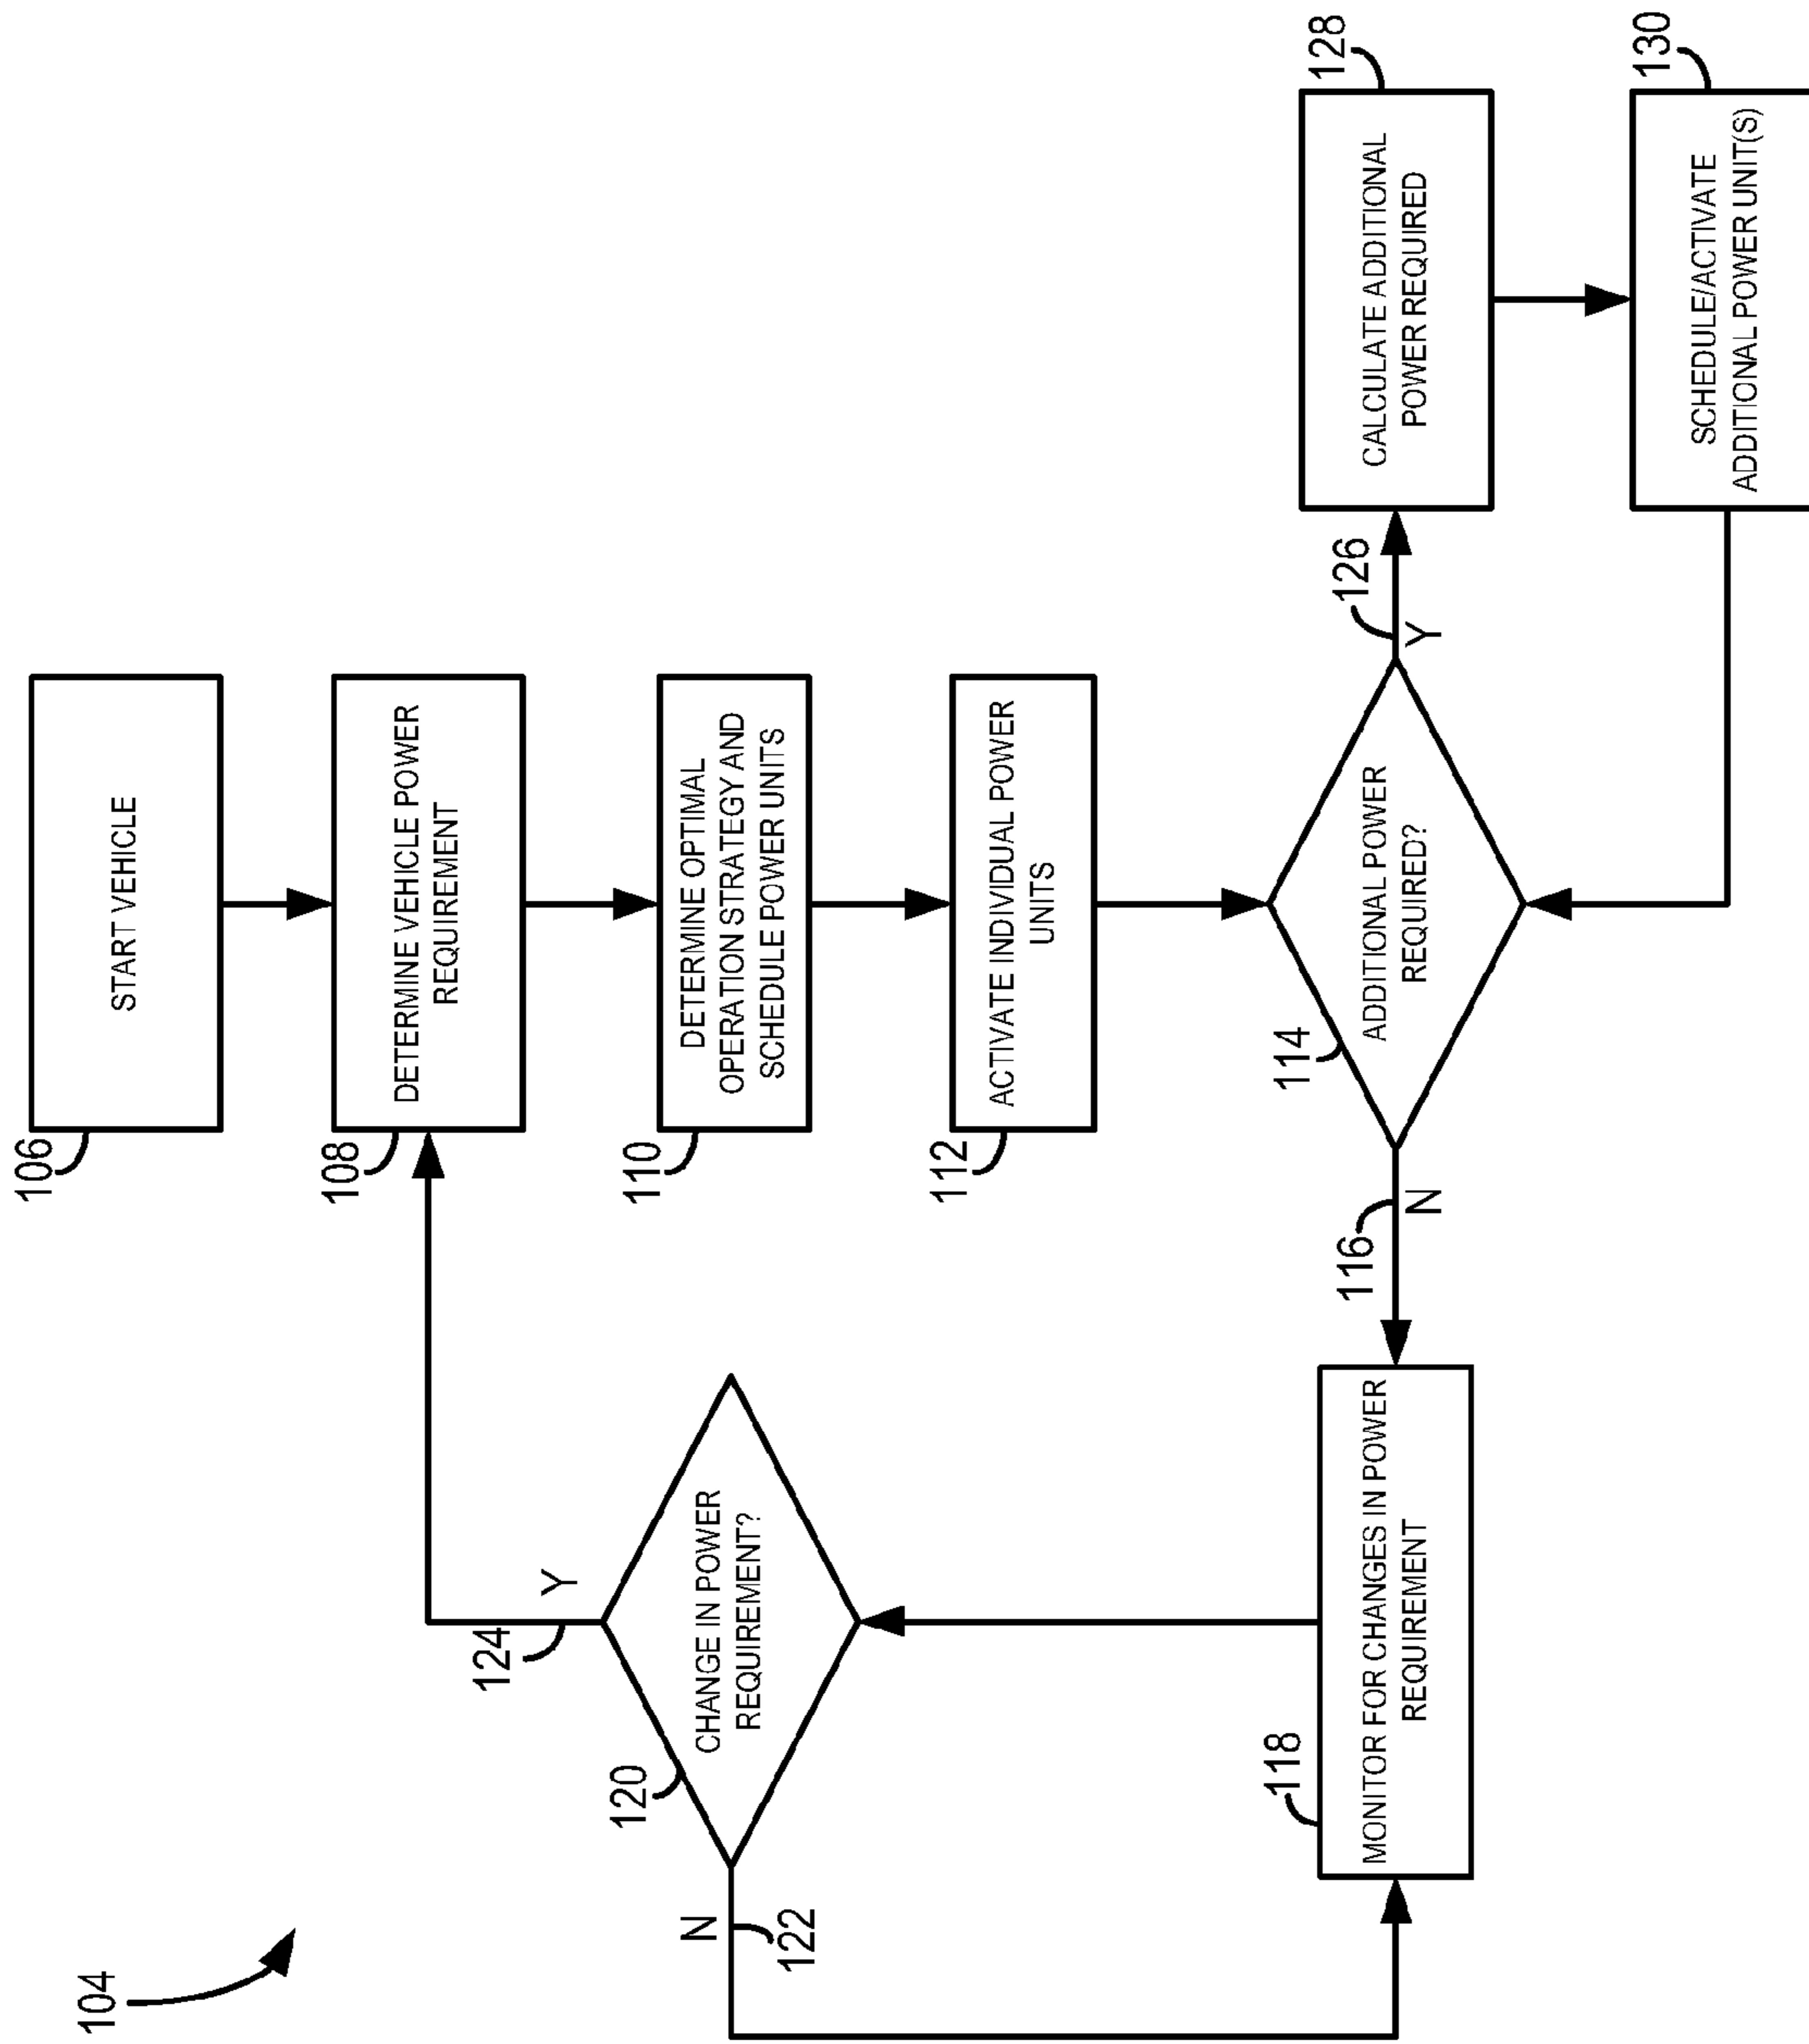 104
106
START VEHICLE
108
DETERMINE VEHICLE POWER
REQUIREMENT
110
DETERMINE OPTIMAL
OPERATION STRATEGY AND
SCHEDULE POWER UNITS
112
ACTIVATE INDIVIDUAL POWER
UNITS
114
ADDITIONAL POWER
REQUIRED?
116
N
118
MONITOR FOR CHANGES IN POWER
REQUIREMENT
120
CHANGE IN POWER
REQUIREMENT?
N
122
124
Y
126
Y
128
CALCULATE ADDITIONAL
POWER REQUIRED
130
SCHEDULE/ACTIVATE
ADDITIONAL POWER UNIT(S)